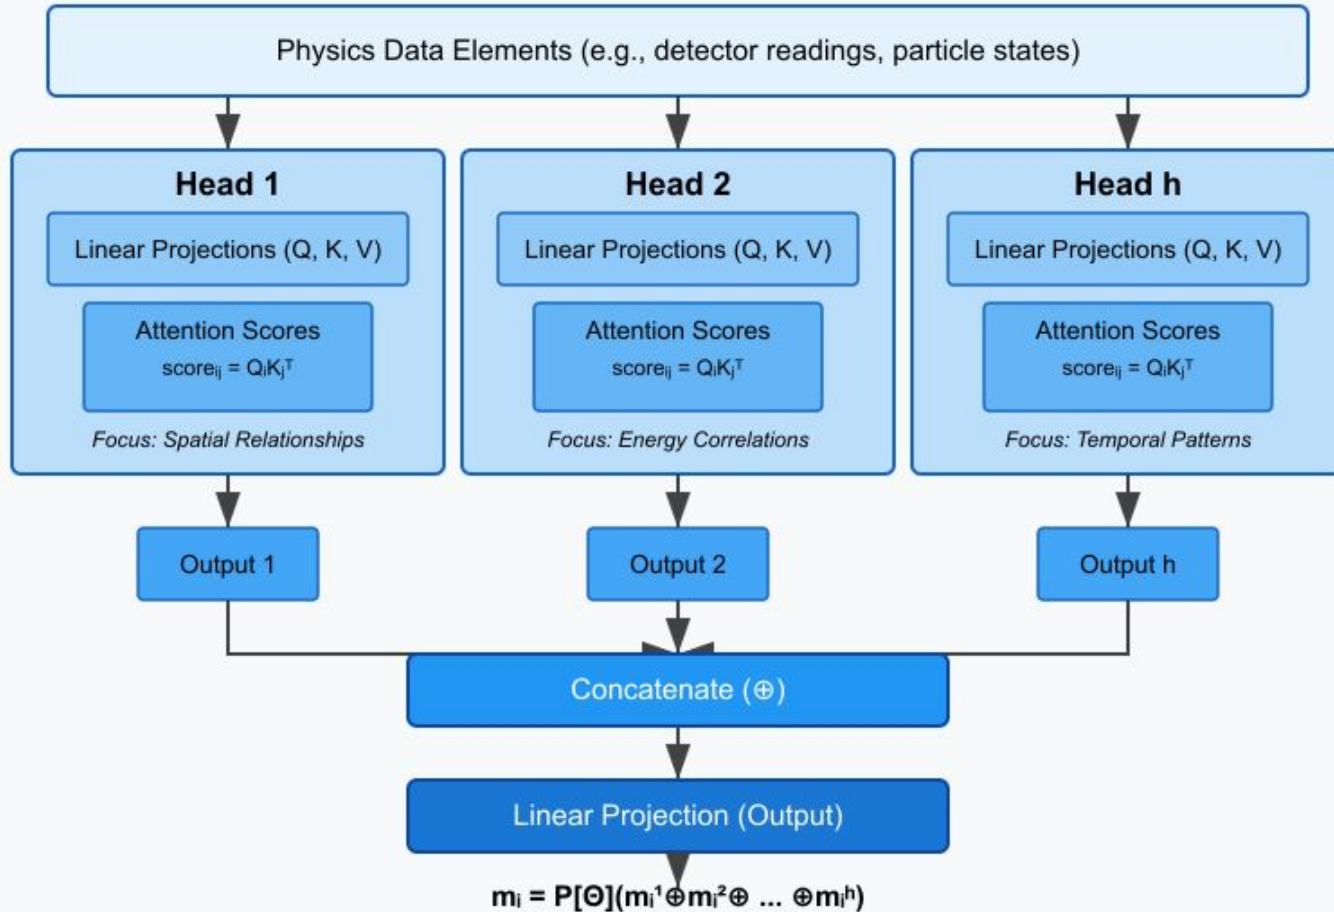 Physics Data Elements (e.g., detector readings, particle states)
Head 1
Linear Projections (Q, K, V)
Attention Scores
scoreᵢⱼ = QᵢKⱼᵀ
Focus: Spatial Relationships
Output 1
Head 2
Linear Projections (Q, K, V)
Attention Scores
scoreᵢⱼ = QᵢKⱼᵀ
Focus: Energy Correlations
Output 2
Head h
Linear Projections (Q, K, V)
Attention Scores
scoreᵢⱼ = QᵢKⱼᵀ
Focus: Temporal Patterns
Output h
Concatenate (⊕)
Linear Projection (Output)
mᵢ = P[Θ](mᵢ¹⊕mᵢ²⊕ ... ⊕mᵢʰ)